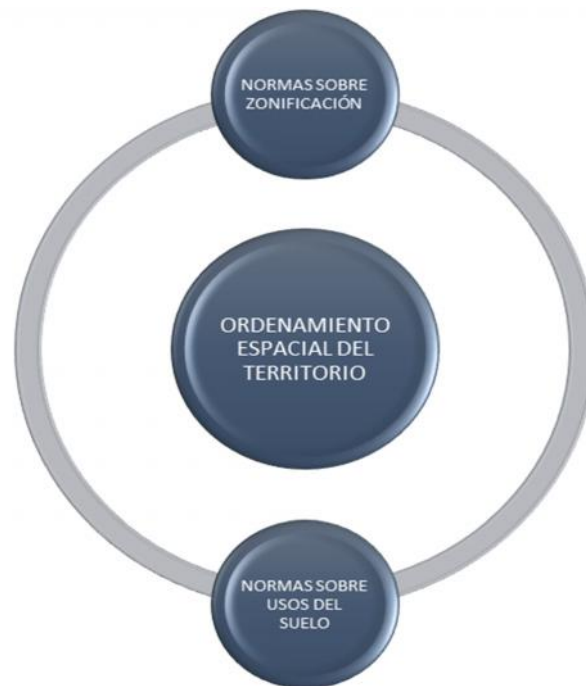 NORMAS SOBRE
ZONIFICACIÓN
ORDENAMIENTO
ESPACIAL DEL
TERRITORIO
NORMAS SOBRE
USOS DEL
SUELO